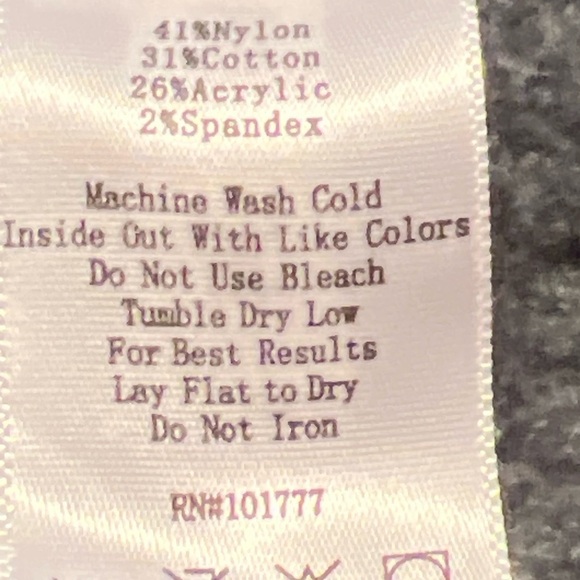 41%Nylon
31%Cotton
26%Acrylic
2%Spandex
Machine Wash Cold
Inside Out With Like Colors
Do Not Use Bleach
Tumble Dry Low
For Best Results
Lay Flat to Dry
Do Not Iron
RN#101777